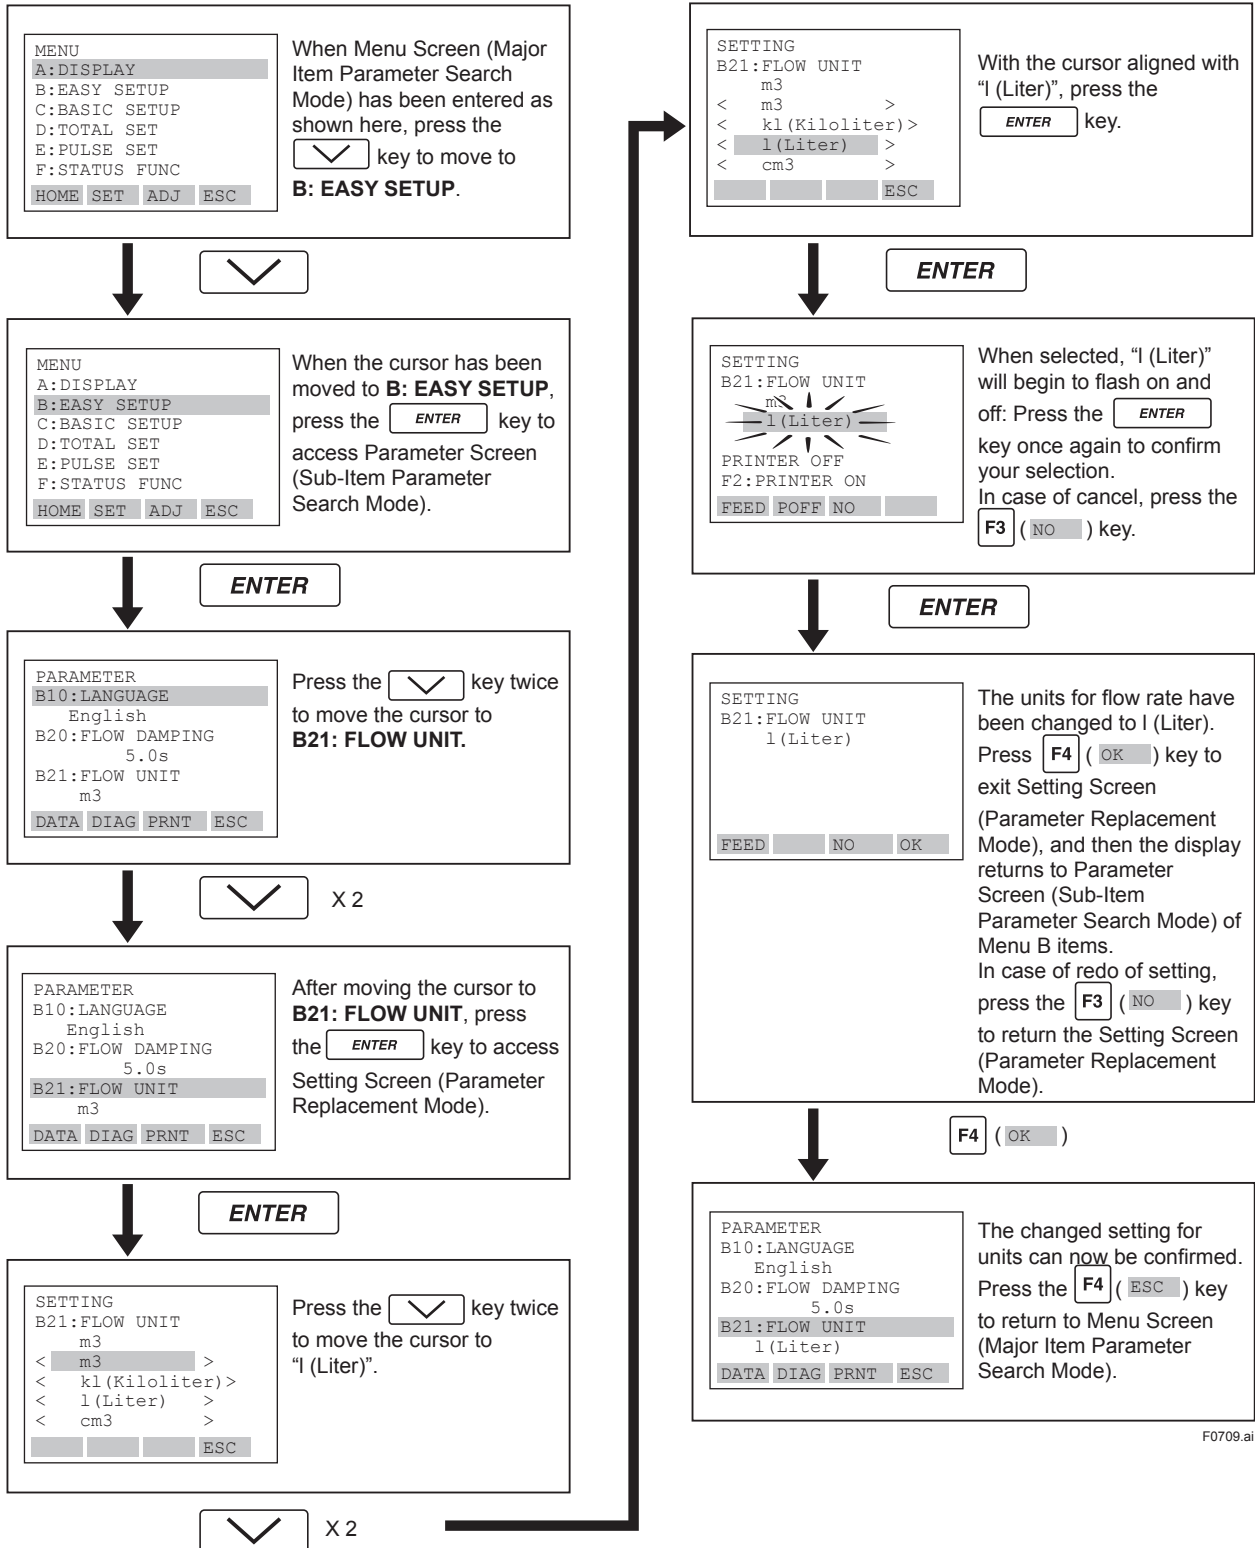 MENU
A:DISPLAY
B:EASY SETUP
C:BASIC SETUP
D:TOTAL SET
E:PULSE SET
F:STATUS FUNC
HOME SET ADJ ESC
When Menu Screen (Major
Item Parameter Search
Mode) has been entered as
shown here, press the
key to move to
B: EASY SETUP.
MENU
A:DISPLAY
B:EASY SETUP
C:BASIC SETUP
D:TOTAL SET
E:PULSE SET
F:STATUS FUNC
HOME SET ADJ ESC
When the cursor has been
moved to B: EASY SETUP,
press the ENTER key to
access Parameter Screen
(Sub-Item Parameter
Search Mode).
ENTER
PARAMETER
B10:LANGUAGE
English
B20:FLOW DAMPING
5.0s
B21:FLOW UNIT
m3
DATA DIAG PRNT ESC
Press the key twice
to move the cursor to
B21: FLOW UNIT.
X 2
PARAMETER
B10:LANGUAGE
English
B20:FLOW DAMPING
5.0s
B21:FLOW UNIT
m3
DATA DIAG PRNT ESC
After moving the cursor to
B21: FLOW UNIT, press
the ENTER key to access
Setting Screen (Parameter
Replacement Mode).
ENTER
SETTING
B21:FLOW UNIT
m3
< m3 >
< kl(Kiloliter)>
< l(Liter) >
< cm3 >
ESC
Press the key twice
to move the cursor to
“l (Liter)”.
X 2
SETTING
B21:FLOW UNIT
m3
< m3 >
< kl(Kiloliter)>
< l(Liter) >
< cm3 >
ESC
With the cursor aligned with
“l (Liter)”, press the
ENTER key.
ENTER
SETTING
B21:FLOW UNIT
m3
l(Liter)
PRINTER OFF
F2:PRINTER ON
FEED POFF NO
When selected, “l (Liter)”
will begin to flash on and
off: Press the ENTER
key once again to confirm
your selection.
In case of cancel, press the
F3 ( NO ) key.
ENTER
SETTING
B21:FLOW UNIT
l(Liter)
FEED NO OK
The units for flow rate have
been changed to l (Liter).
Press F4 ( OK ) key to
exit Setting Screen
(Parameter Replacement
Mode), and then the display
returns to Parameter
Screen (Sub-Item
Parameter Search Mode) of
Menu B items.
In case of redo of setting,
press the F3 ( NO ) key
to return the Setting Screen
(Parameter Replacement
Mode).
F4 ( OK )
PARAMETER
B10:LANGUAGE
English
B20:FLOW DAMPING
5.0s
B21:FLOW UNIT
l(Liter)
DATA DIAG PRNT ESC
The changed setting for
units can now be confirmed.
Press the F4 ( ESC ) key
to return to Menu Screen
(Major Item Parameter
Search Mode).
F0709.ai